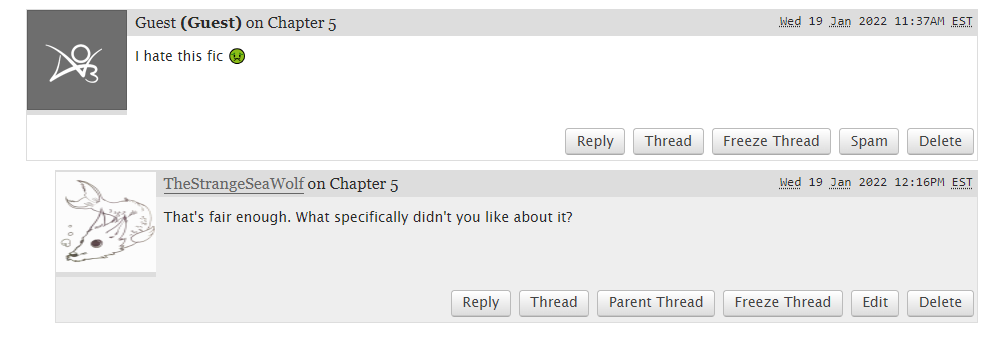 Guest (Guest) on Chapter 5
Wed 19 Jan 2022 11:37AM EST
I hate this fic 🤢
Reply Thread Freeze Thread Spam Delete
TheStrangeSeaWolf on Chapter 5
Wed 19 Jan 2022 12:16PM EST
That's fair enough. What specifically didn't you like about it?
Reply Thread Parent Thread Freeze Thread Edit Delete